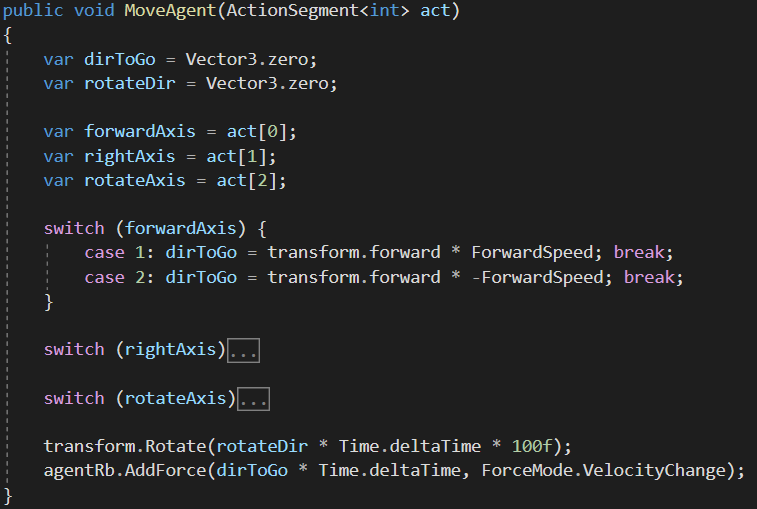 public void MoveAgent(ActionSegment<int> act)
{
var dirToGo = Vector3.zero;
var rotateDir = Vector3.zero;
var forwardAxis = act[0];
var rightAxis = act[1];
var rotateAxis = act[2];
switch (forwardAxis) {
case 1: dirToGo = transform.forward * ForwardSpeed; break;
case 2: dirToGo = transform.forward * -ForwardSpeed; break;
}
switch (rightAxis)...
switch (rotateAxis)...
transform.Rotate(rotateDir * Time.deltaTime * 100f);
agentRb.AddForce(dirToGo * Time.deltaTime, ForceMode.VelocityChange);
}